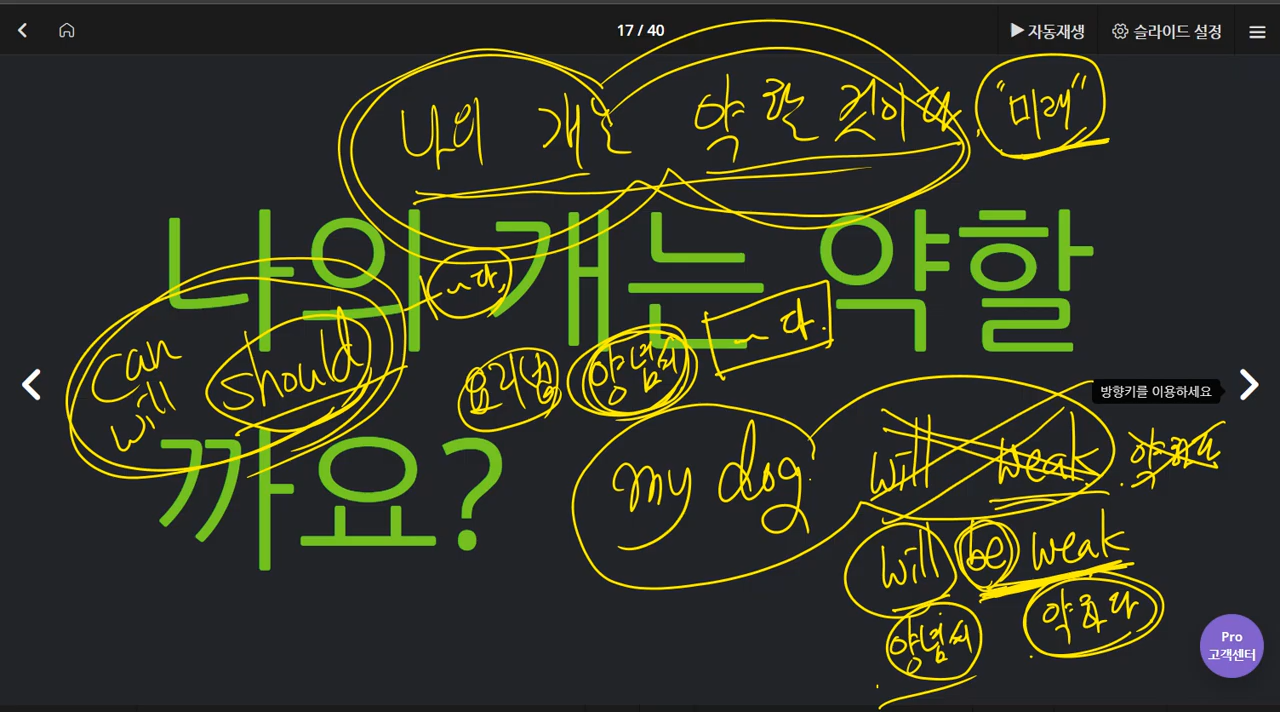 17 / 40
▶ 자동재생
슬라이드 설정
나의 개는 약할 것이다
"미래"
나의 개는 약할
~다.
can
will
should
요리법
양념씨
~다.
방향키를 이용하세요
까요?
my dog will weak
약하다
will be weak
양념씨
약하다
Pro
고객센터